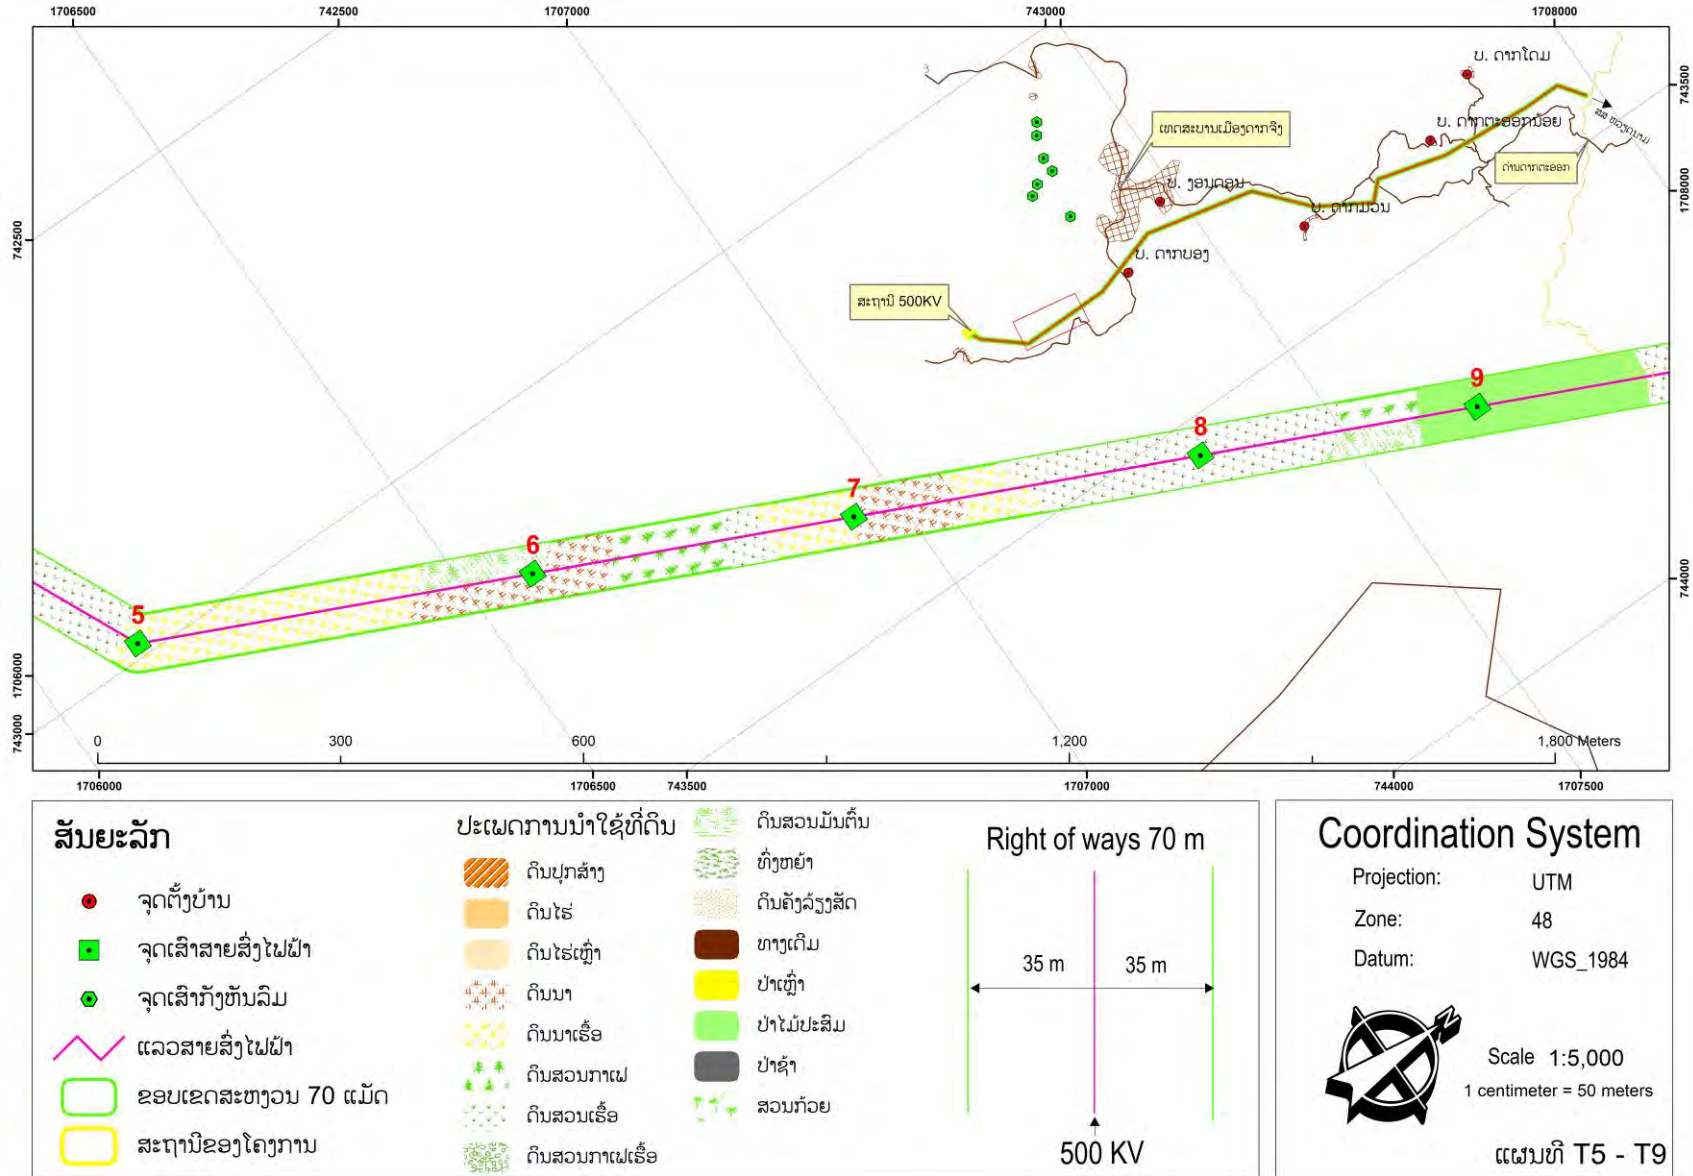 1706500 742500 1707000 743000 1708000
743500
1708000
744000
742500
1706000
743000
ບ. ດາກໂດມ
ບ. ດາກຕະອອກນ້ອຍ
ສສ ຫວຽດນາມ
ເທດສະບານເມືອງດາກຈຶງ
ດ່ານດາກຕະອອກ
ບ. ງອນດອນ
ບ. ດາກມວນ
ບ. ດາກບອງ
ສະຖານີ 500KV
9
8
7
6
5
0 300 600 1,200 1,800 Meters
1706000 1706500 743500 1707000 744000 1707500
ສັນຍະລັກ
ຈຸດຕັ້ງບ້ານ
ຈຸດເສົາສາຍສົ່ງໄຟຟ້າ
ຈຸດເສົາກັງຫັນລົມ
ແລວສາຍສົ່ງໄຟຟ້າ
ຂອບເຂດສະຫງວນ 70 ແມັດ
ສະຖານີຂອງໂຄງການ
ປະເພດການນຳໃຊ້ທີ່ດິນ
ດິນປຸກສ້າງ
ດິນໄຮ່
ດິນໄຮ່ເຫຼົ່າ
ດິນນາ
ດິນນາເຮື້ອ
ດິນສວນກາເຟ
ດິນສວນເຮື້ອ
ດິນສວນກາເຟເຮື້ອ
ດິນສວນມັນຕົ້ນ
ທົ່ງຫຍ້າ
ດິນຄັງລ້ຽງສັດ
ທາງເດີມ
ປ່າເຫຼົ່າ
ປ່າໄມ້ປະສົມ
ປ່າຊ້າ
ສວນກ້ວຍ
Right of ways 70 m
35 m 35 m
500 KV
Coordination System
Projection: UTM
Zone: 48
Datum: WGS_1984
N
Scale 1:5,000
1 centimeter = 50 meters
ແຜນທີ T5 - T9